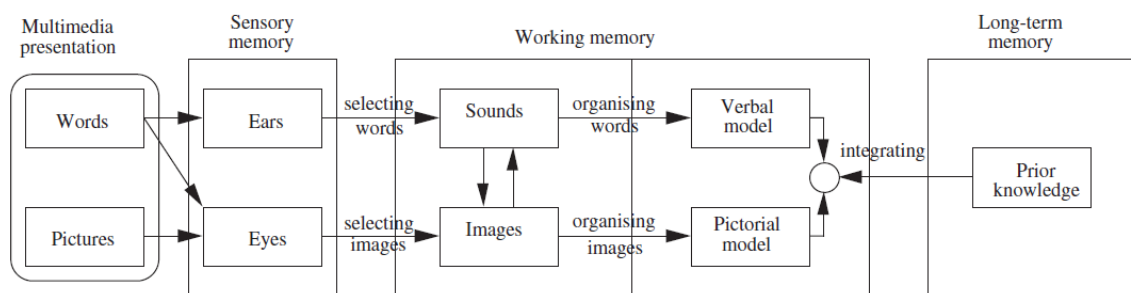 Multimedia
presentation
Sensory
memory
Working memory
Long-term
memory
Words
Ears
selecting
words
Sounds
organising
words
Verbal
model
integrating
Prior
knowledge
Pictures
Eyes
selecting
images
Images
organising
images
Pictorial
model